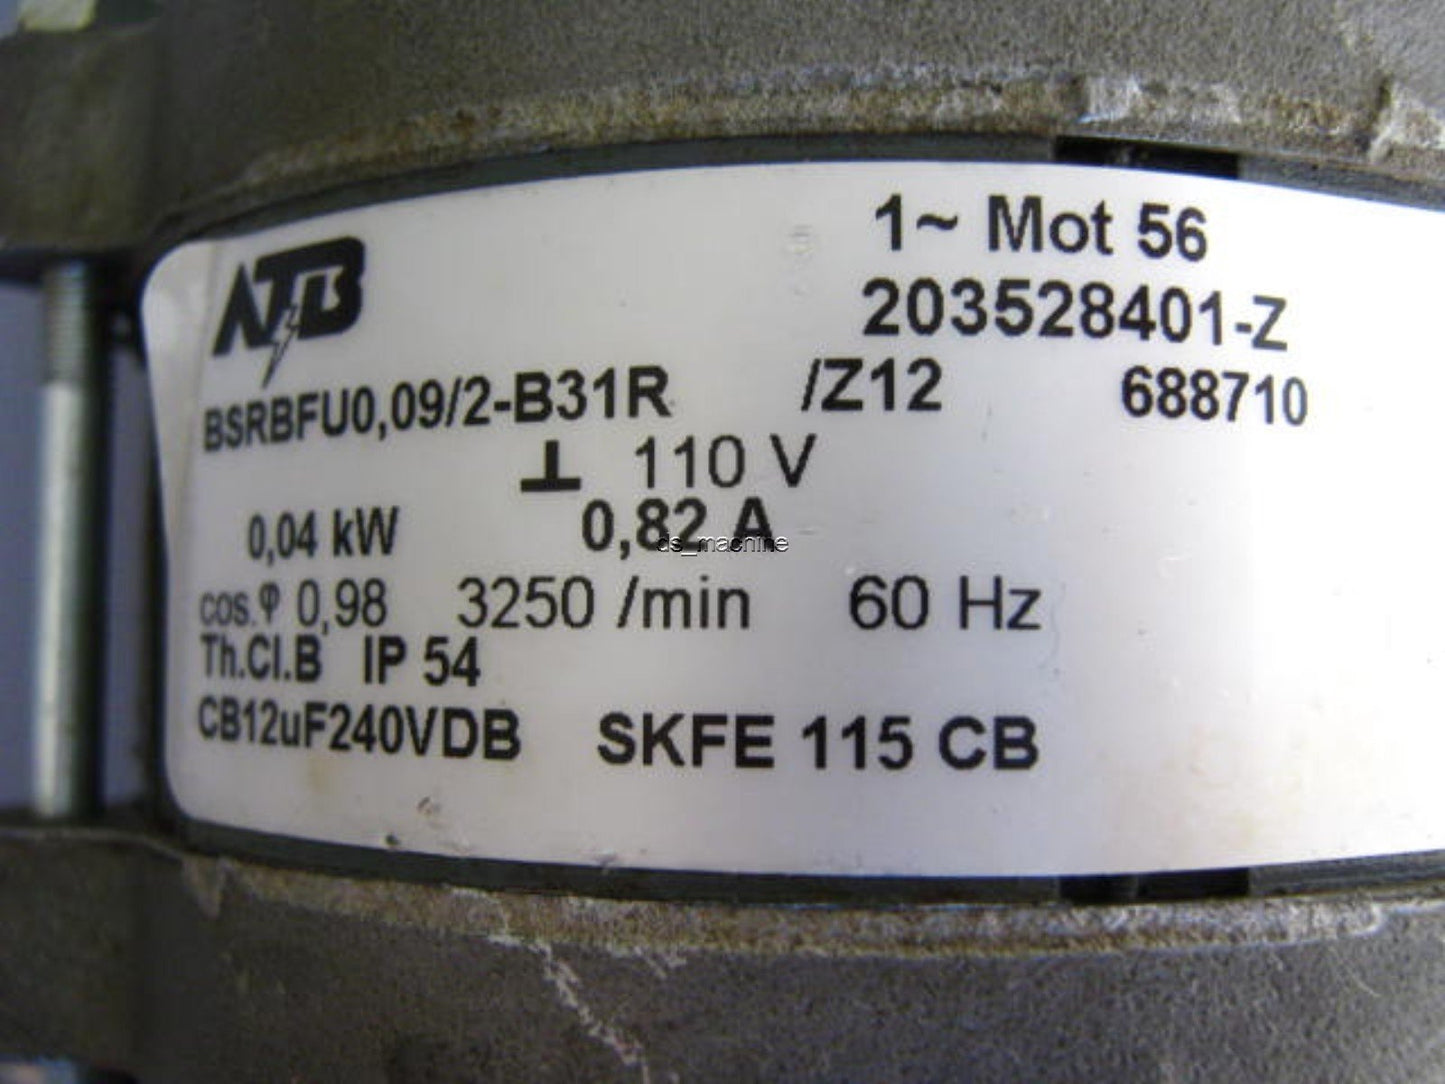 ATB
1~ Mot 56
203528401-Z
BSRBFU0,09/2-B31R /Z12 688710
⊥ 110 V
0,04 kW 0,82 A
ds_machine
cos.φ 0,98 3250 /min 60 Hz
Th.Cl.B IP 54
CB12uF240VDB SKFE 115 CB